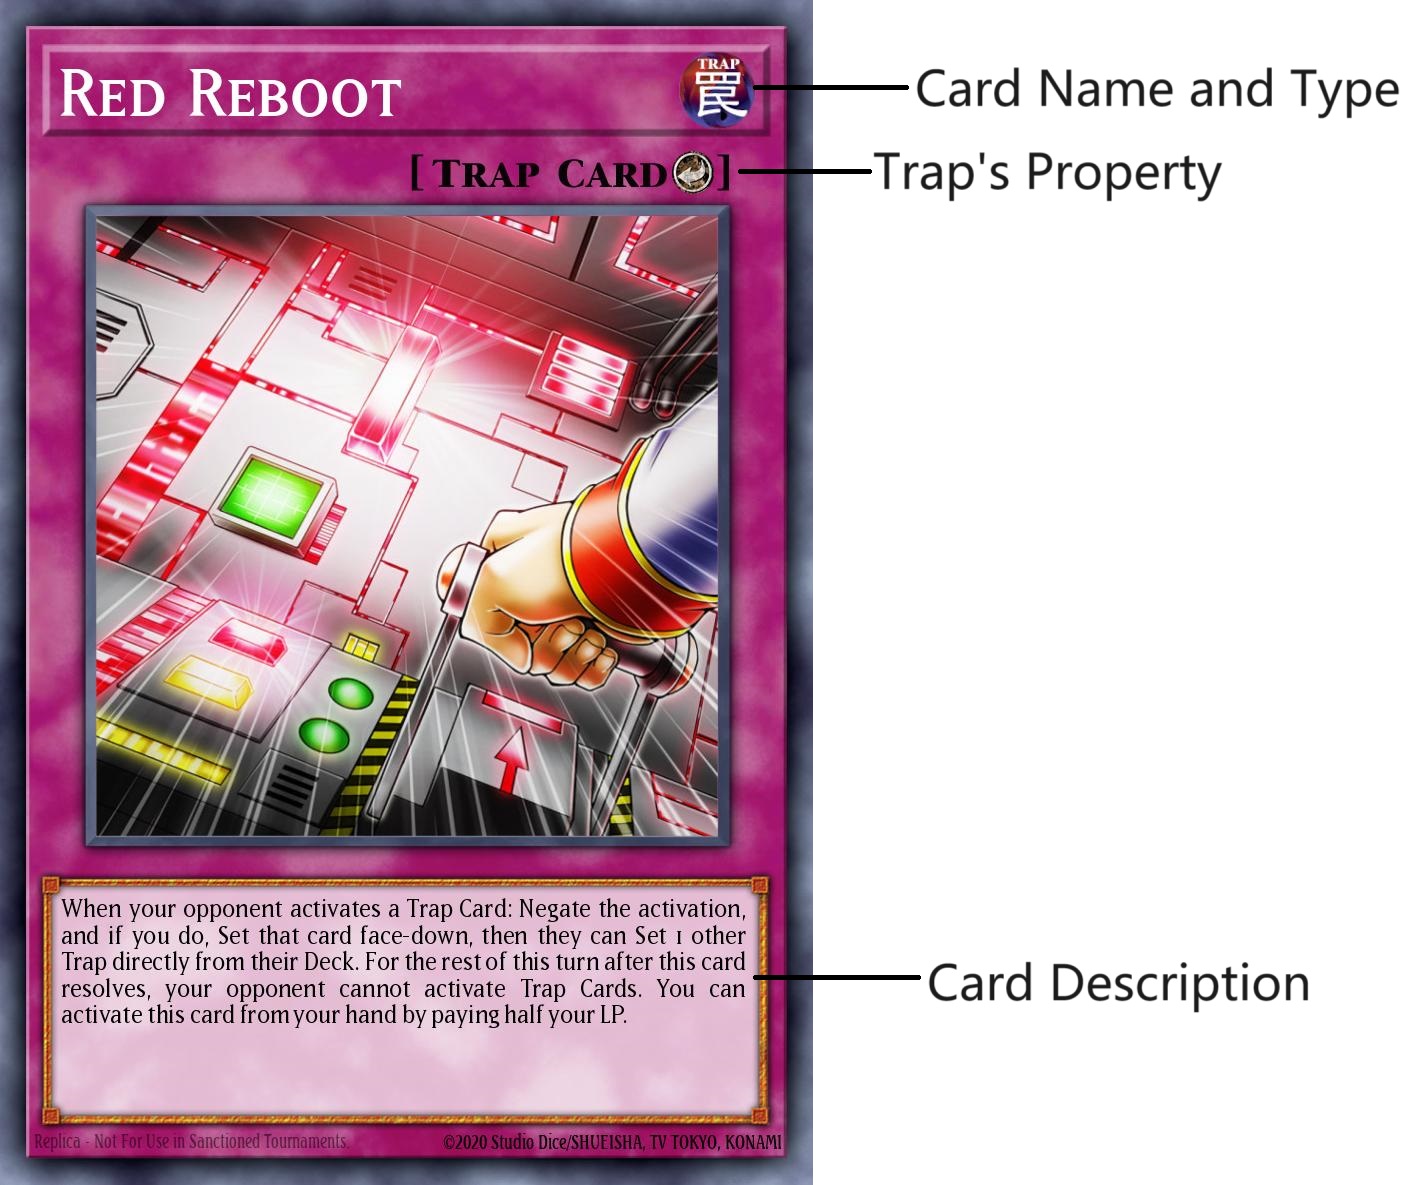 RED REBOOT
TRAP
罠
Card Name and Type
[ TRAP CARD ]
Trap's Property
When your opponent activates a Trap Card: Negate the activation,
and if you do, Set that card face-down, then they can Set 1 other
Trap directly from their Deck. For the rest of this turn after this card
resolves, your opponent cannot activate Trap Cards. You can
activate this card from your hand by paying half your LP.
Card Description
Replica - Not For Use in Sanctioned Tournaments.
©2020 Studio Dice/SHUEISHA, TV TOKYO, KONAMI